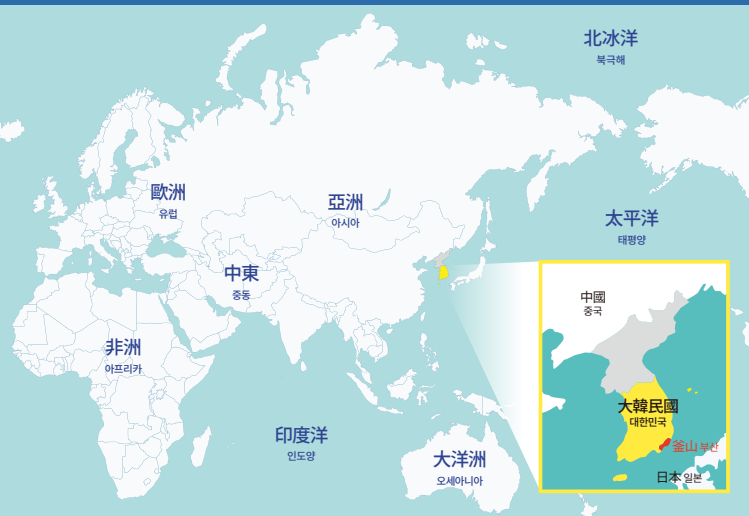 北冰洋
북극해
歐洲
유럽
亞洲
아시아
太平洋
태평양
中東
중동
非洲
아프리카
印度洋
인도양
大洋洲
오세아니아
中國
중국
大韓民國
대한민국
釜山 부산
日本 일본